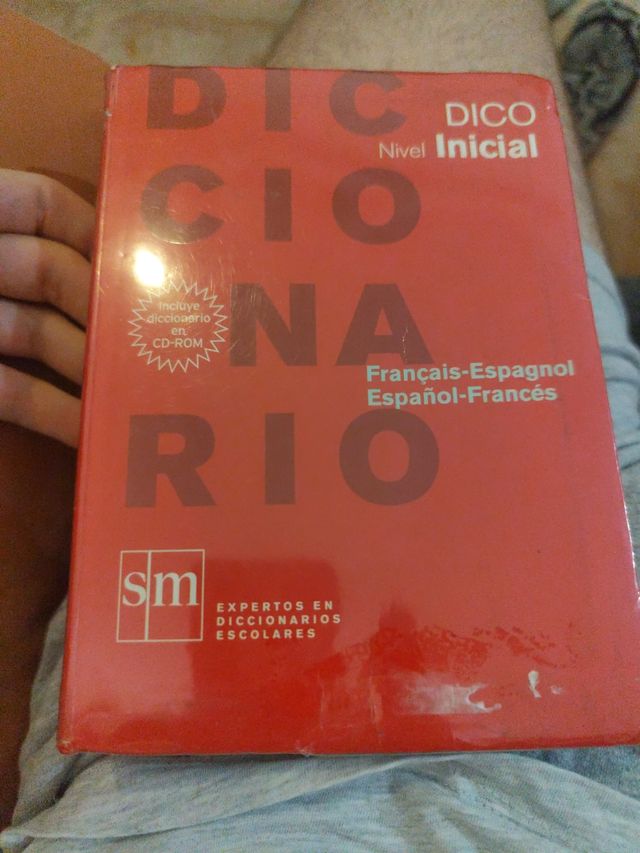 DIC
CIO
NA
RIO
DICO
Nivel Inicial
Incluye
diccionario
en
CD-ROM
Français-Espagnol
Español-Francés
sm
EXPERTOS EN
DICCIONARIOS
ESCOLARES